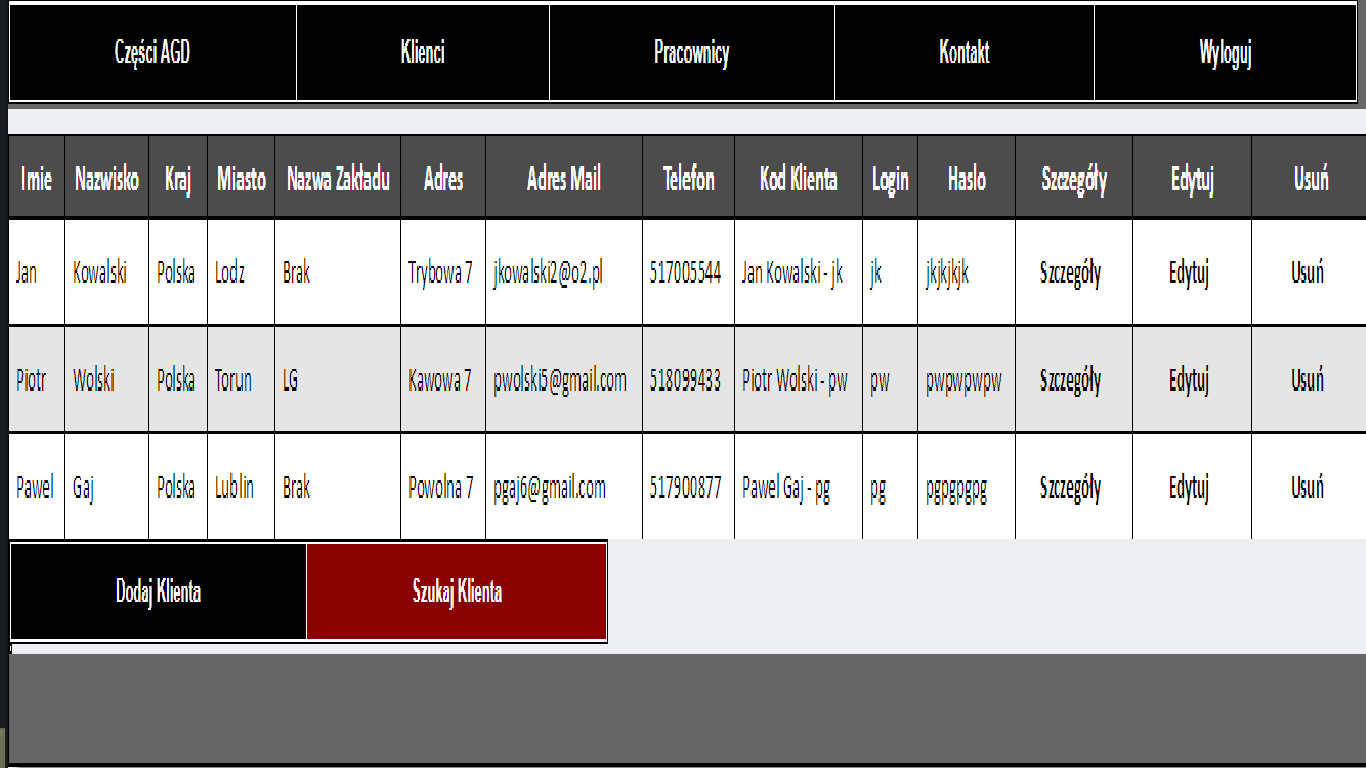 Części AGD Klienci Pracownicy Kontakt Wyloguj
Imie Nazwisko Kraj Miasto Nazwa Zakładu Adres Adres Mail Telefon Kod Klienta Login Haslo Szczegóły Edytuj Usuń
Jan Kowalski Polska Lodz Brak Trybowa 7 jkowalski2@o2.pl 517005544 Jan Kowalski - jk jk jkjkjkjk Szczegóły Edytuj Usuń
Piotr Wolski Polska Torun LG Kawowa 7 pwolski5@gmail.com 518099433 Piotr Wolski - pw pw pwpwpwpw Szczegóły Edytuj Usuń
Pawel Gaj Polska Lublin Brak Powolna 7 pgaj6@gmail.com 517900877 Pawel Gaj - pg pg pgpgpgpg Szczegóły Edytuj Usuń
Dodaj Klienta Szukaj Klienta